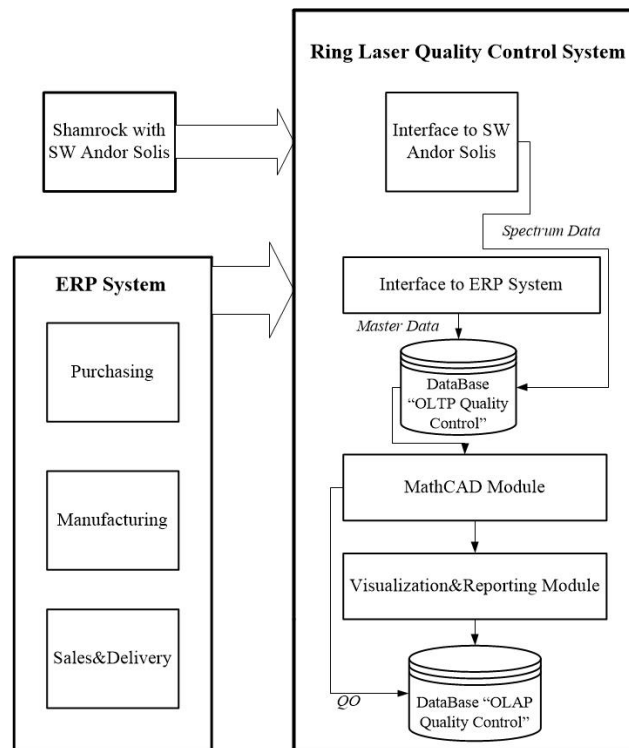 Ring Laser Quality Control System
Shamrock with
SW Andor Solis
Interface to SW
Andor Solis
Spectrum Data
ERP System
Interface to ERP System
Master Data
Purchasing
DataBase
“OLTP Quality
Control”
MathCAD Module
Manufacturing
Visualization&Reporting Module
Sales&Delivery
QO
DataBase “OLAP
Quality Control”